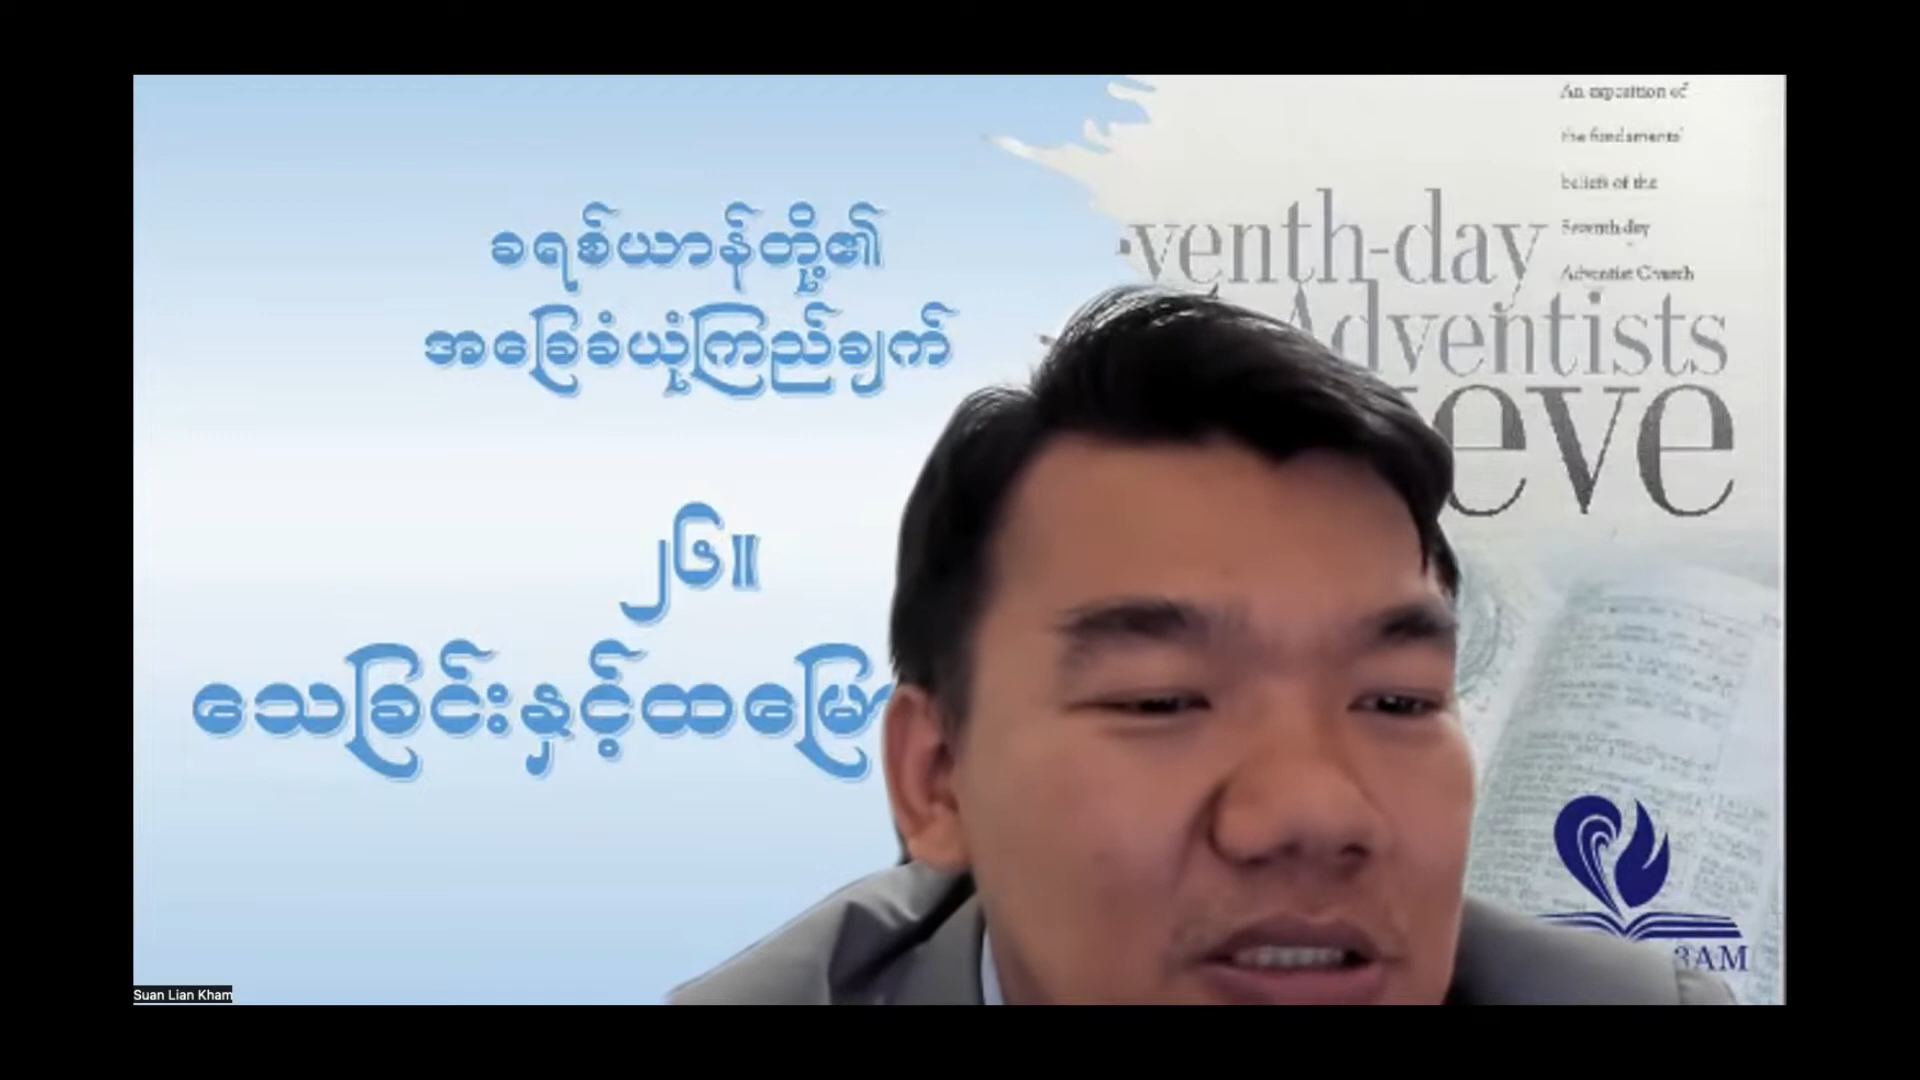 ခရစ်ယာန်တို့၏
အခြေခံယုံကြည်ချက်
၂၆။
သေခြင်းနှင့်ထမြော
An exposition of
the fundamental
beliefs of the
Seventh-day
Adventist Church
venth-day
Adventists
eve
3AM
Suan Lian Kham